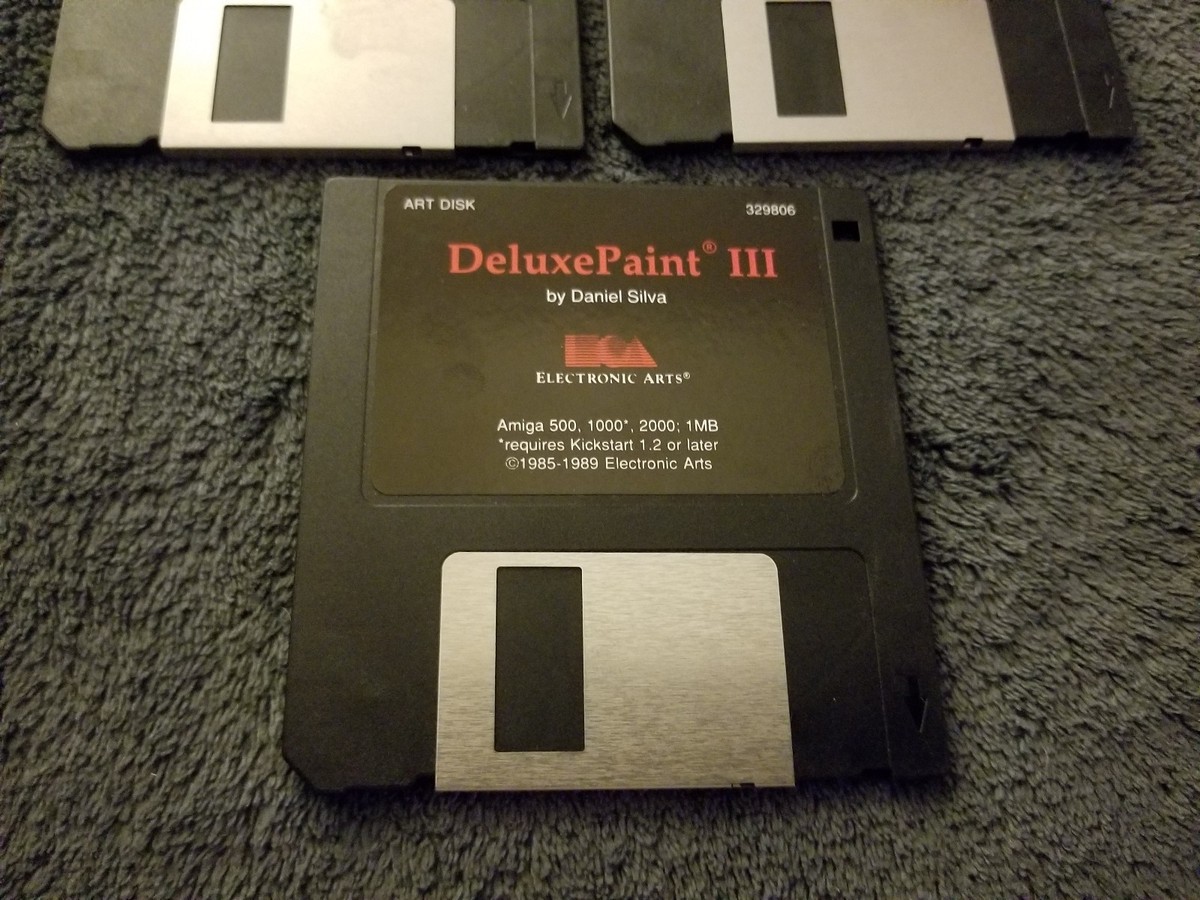 ART DISK
329806
DeluxePaint® III
by Daniel Silva
EA
ELECTRONIC ARTS®
Amiga 500, 1000*, 2000; 1MB
*requires Kickstart 1.2 or later
©1985-1989 Electronic Arts